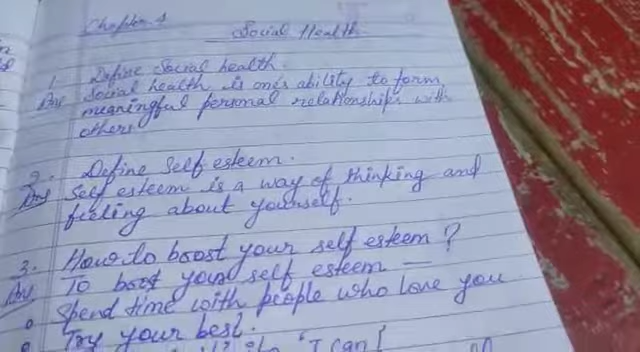 Chapter. 4
Social Health
1. Define Social health.
Ans Social health is one's ability to form
meaningful personal relationships with
others
2. Define Self esteem.
Ans Self esteem is a way of thinking and
feeling about yourself.
3. How to boost your self esteem?
Ans To boost your self esteem —
Spend time with people who love you
Try your best.
"I can!